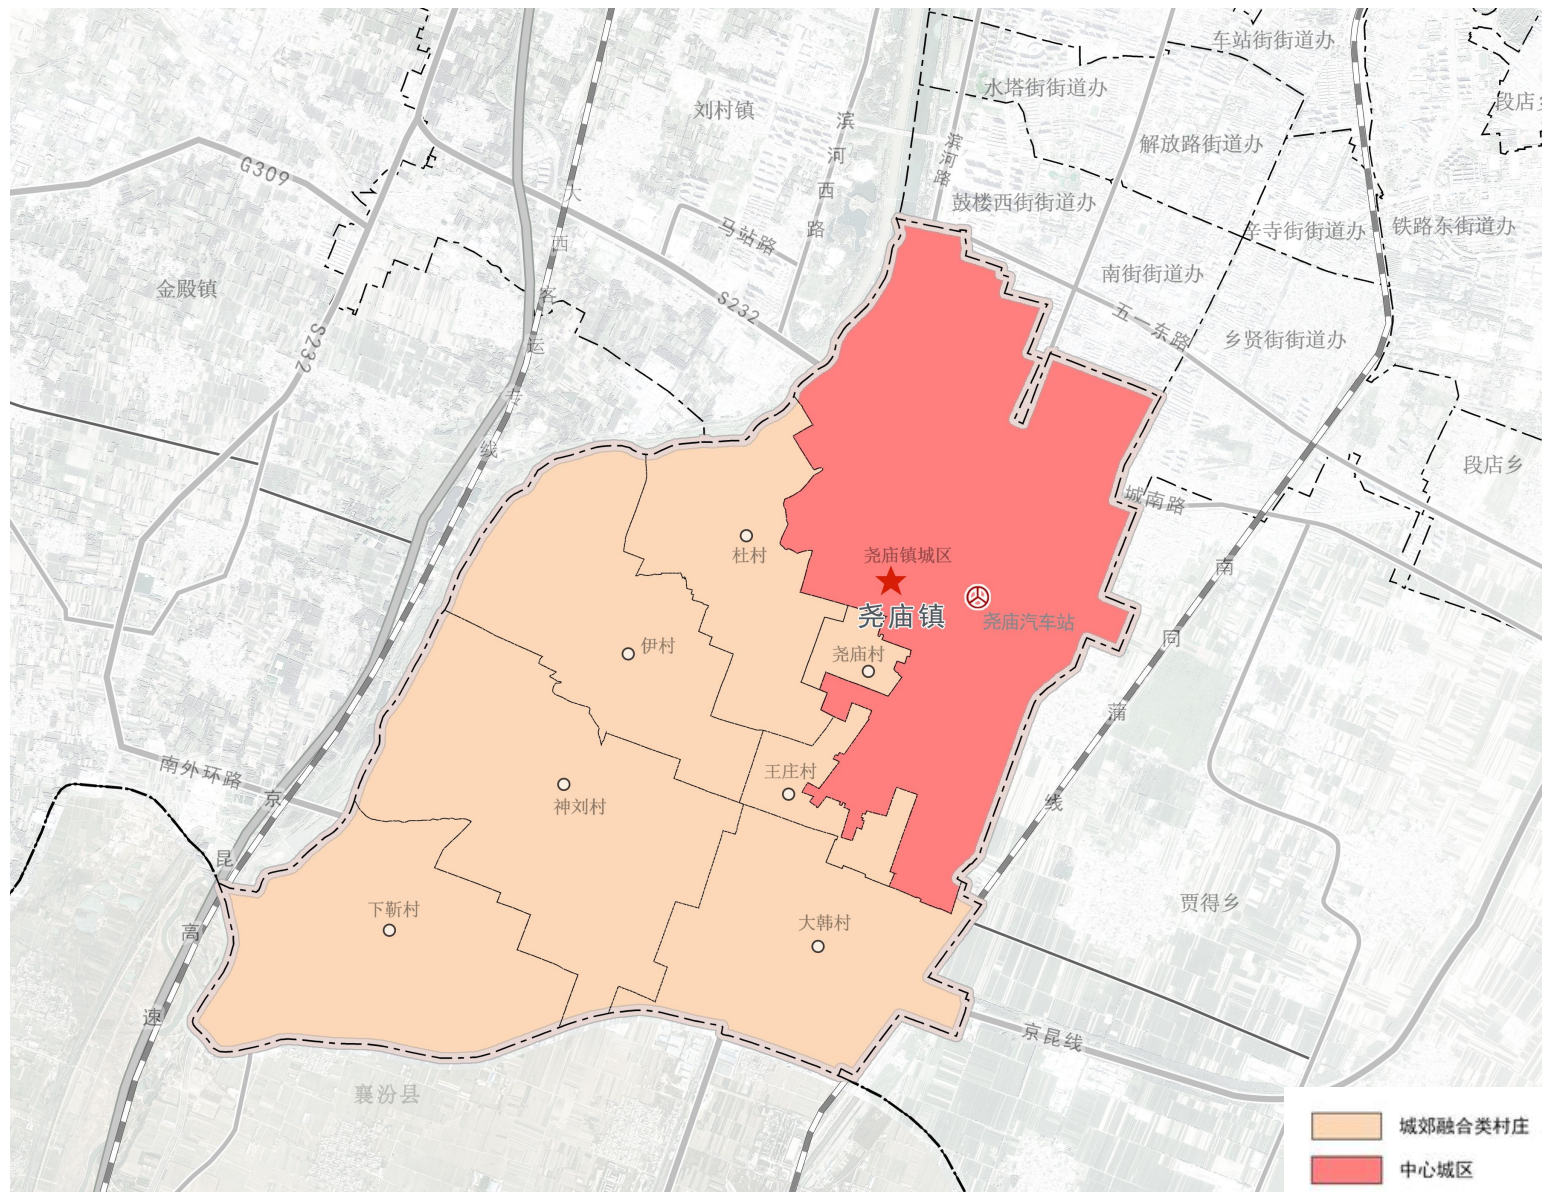 车站街街道办
水塔街街道办
段店乡
刘村镇
滨河西路
滨河路
解放路街道办
G309
大西客运专线
鼓楼西街街道办
马站路
辛寺街街道办
铁路东街道办
南街街道办
金殿镇
S232
S232
五一东路
乡贤街街道办
段店乡
城南路
杜村
尧庙镇城区
尧庙镇
尧庙汽车站
南同蒲线
伊村
尧庙村
南外环路
王庄村
神刘村
京昆高速
下靳村
大韩村
贾得乡
京昆线
襄汾县
城郊融合类村庄
中心城区